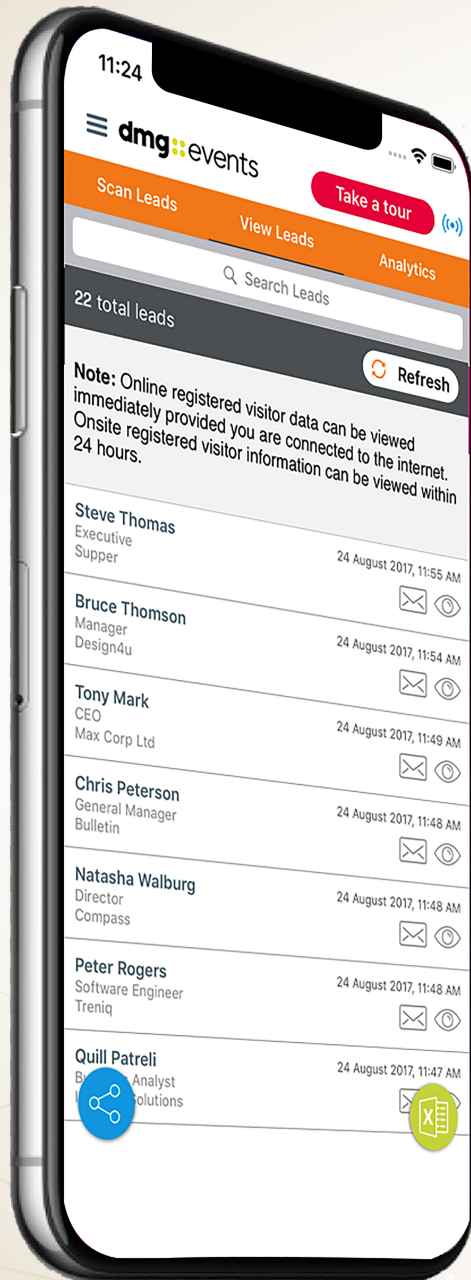 11:24
dmg::events
Take a tour
Scan Leads
View Leads
Analytics
Search Leads
22 total leads
Refresh
Note: Online registered visitor data can be viewed
immediately provided you are connected to the internet.
Onsite registered visitor information can be viewed within
24 hours.
Steve Thomas
Executive
Supper
24 August 2017, 11:55 AM
Bruce Thomson
Manager
Design4u
24 August 2017, 11:54 AM
Tony Mark
CEO
Max Corp Ltd
24 August 2017, 11:49 AM
Chris Peterson
General Manager
Bulletin
24 August 2017, 11:48 AM
Natasha Walburg
Director
Compass
24 August 2017, 11:48 AM
Peter Rogers
Software Engineer
Treniq
24 August 2017, 11:48 AM
Quill Patreli
Analyst
Solutions
24 August 2017, 11:47 AM
X